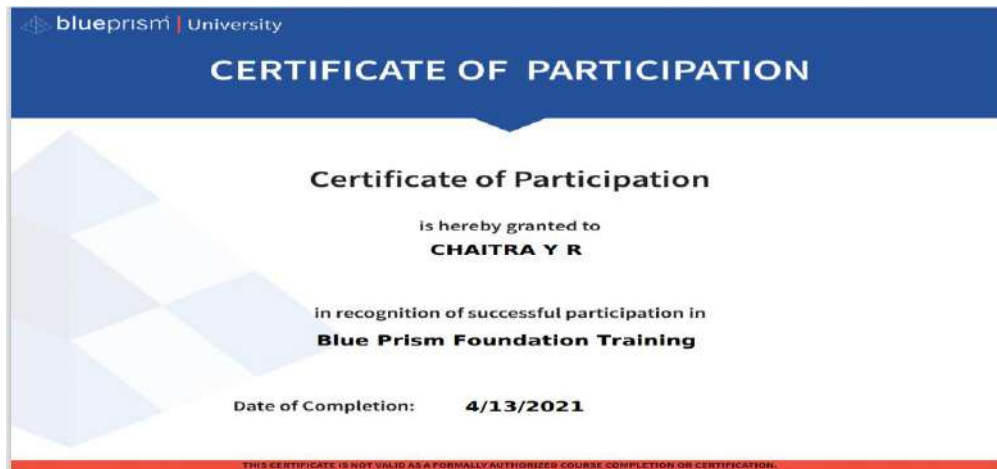 blueprism | University
CERTIFICATE OF PARTICIPATION
Certificate of Participation
is hereby granted to
CHAITRA Y R
in recognition of successful participation in
Blue Prism Foundation Training
Date of Completion: 4/13/2021
THIS CERTIFICATE IS NOT VALID AS A FORMALLY AUTHORIZED COURSE COMPLETION OR CERTIFICATION.